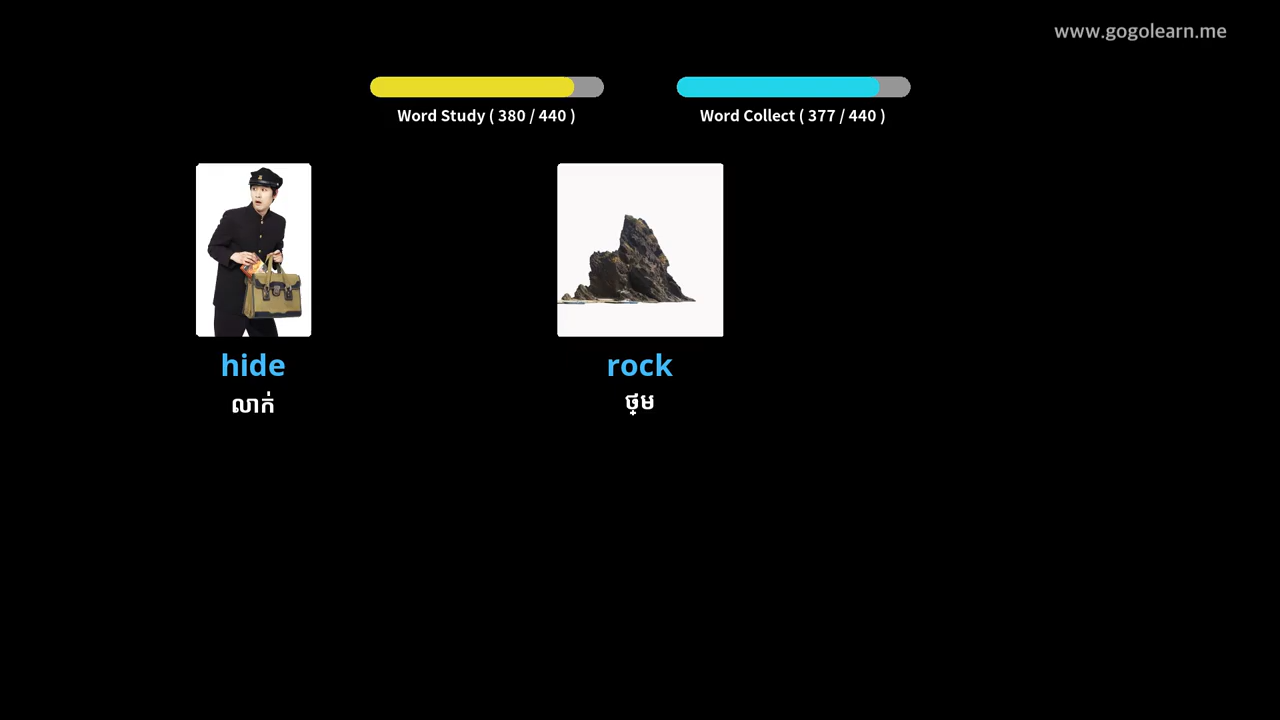 www.gogolearn.me
Word Study ( 380 / 440 )
Word Collect ( 377 / 440 )
hide
rock
លាក់
ថ្ម